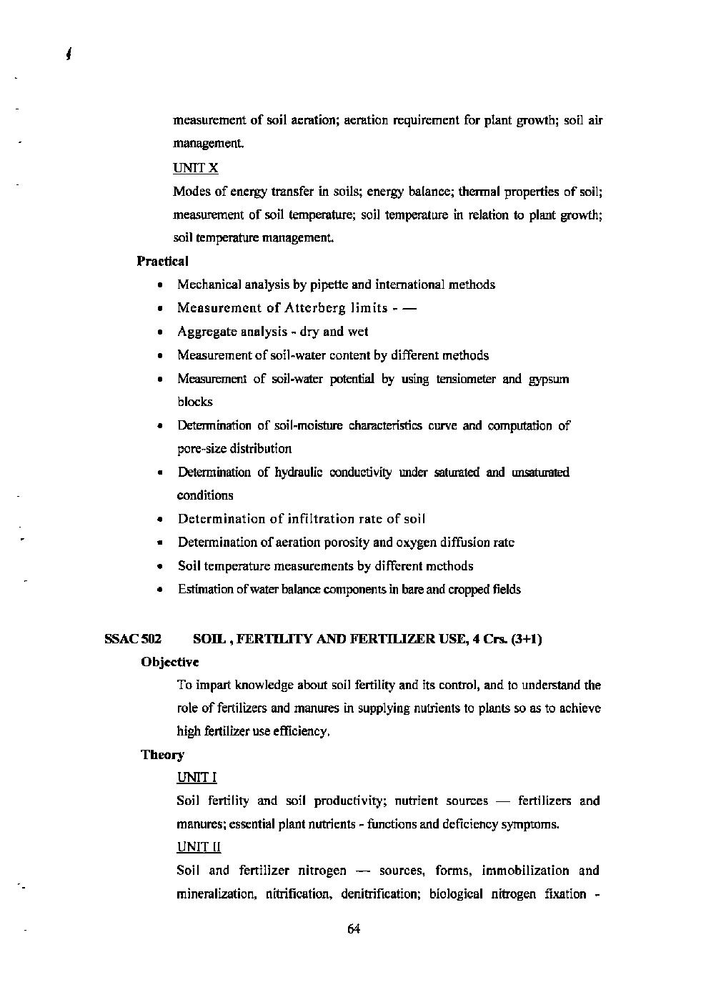 measurement of soil aeration; aeration requirement for plant growth; soil air
management.
UNIT X
Modes of energy transfer in soils; energy balance; thermal properties of soil;
measurement of soil temperature; soil temperature in relation to plant growth;
soil temperature management.
Practical
• Mechanical analysis by pipette and international methods
• Measurement of Atterberg limits - —
• Aggregate analysis - dry and wet
• Measurement of soil-water content by different methods
• Measurement of soil-water potential by using tensiometer and gypsum
blocks
• Determination of soil-moisture characteristics curve and computation of
pore-size distribution
• Determination of hydraulic conductivity under saturated and unsaturated
conditions
• Determination of infiltration rate of soil
• Determination of aeration porosity and oxygen diffusion rate
• Soil temperature measurements by different methods
• Estimation of water balance components in bare and cropped fields
SSAC 502 SOIL , FERTILITY AND FERTILIZER USE, 4 Crs. (3+1)
Objective
To impart knowledge about soil fertility and its control, and to understand the
role of fertilizers and manures in supplying nutrients to plants so as to achieve
high fertilizer use efficiency.
Theory
UNIT I
Soil fertility and soil productivity; nutrient sources — fertilizers and
manures; essential plant nutrients - functions and deficiency symptoms.
UNIT II
Soil and fertilizer nitrogen — sources, forms, immobilization and
mineralization, nitrification, denitrification; biological nitrogen fixation -
64